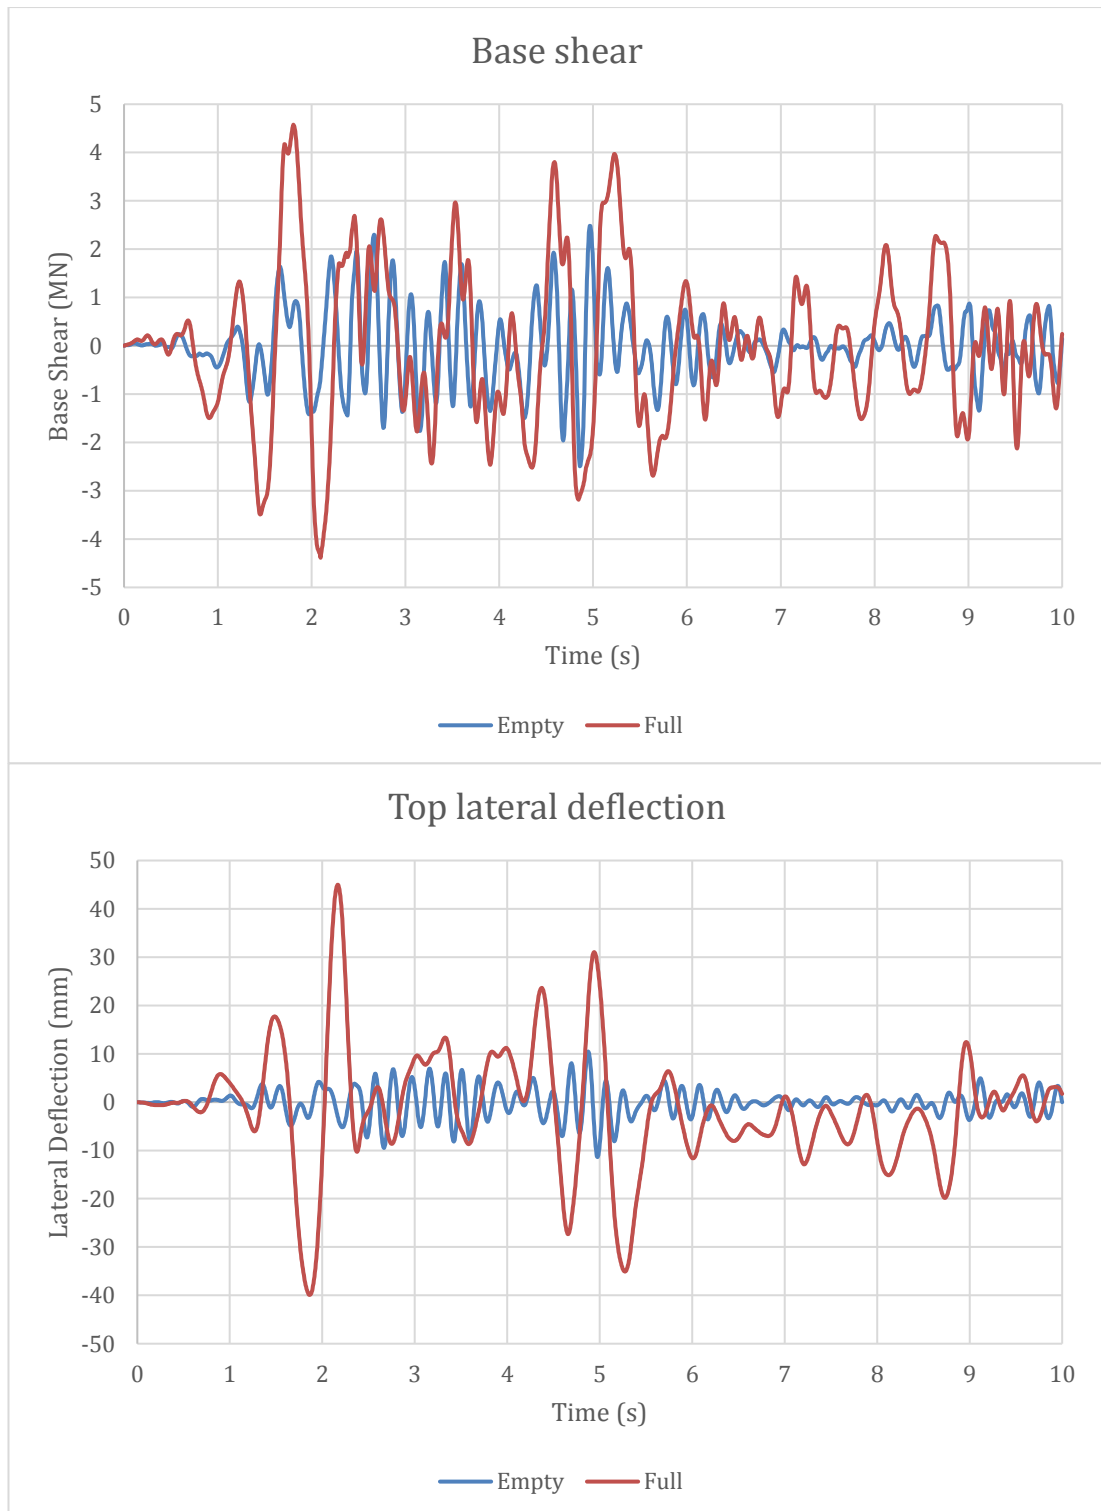 Base shear
Base Shear (MN)
5
4
3
2
1
0
-1
-2
-3
-4
-5
0 1 2 3 4 5 6 7 8 9 10
Time (s)
Empty Full
Top lateral deflection
Lateral Deflection (mm)
50
40
30
20
10
0
-10
-20
-30
-40
-50
0 1 2 3 4 5 6 7 8 9 10
Time (s)
Empty Full